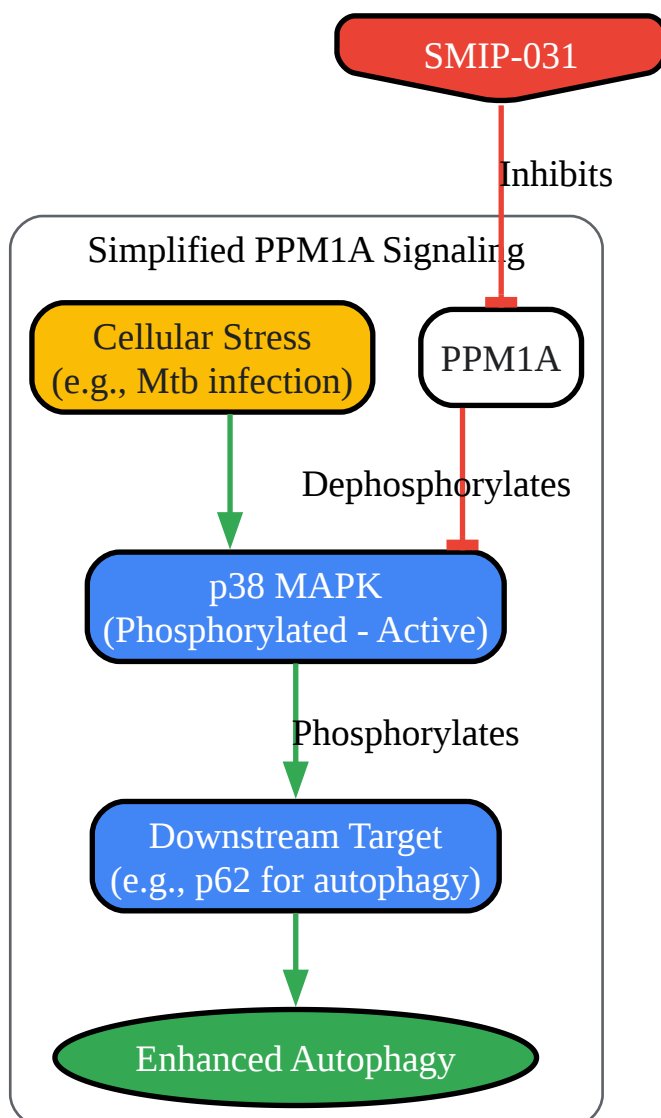 SMIP-031
Inhibits
Simplified PPM1A Signaling
Cellular Stress
(e.g., Mtb infection)
PPM1A
Dephosphorylates
p38 MAPK
(Phosphorylated - Active)
Phosphorylates
Downstream Target
(e.g., p62 for autophagy)
Enhanced Autophagy